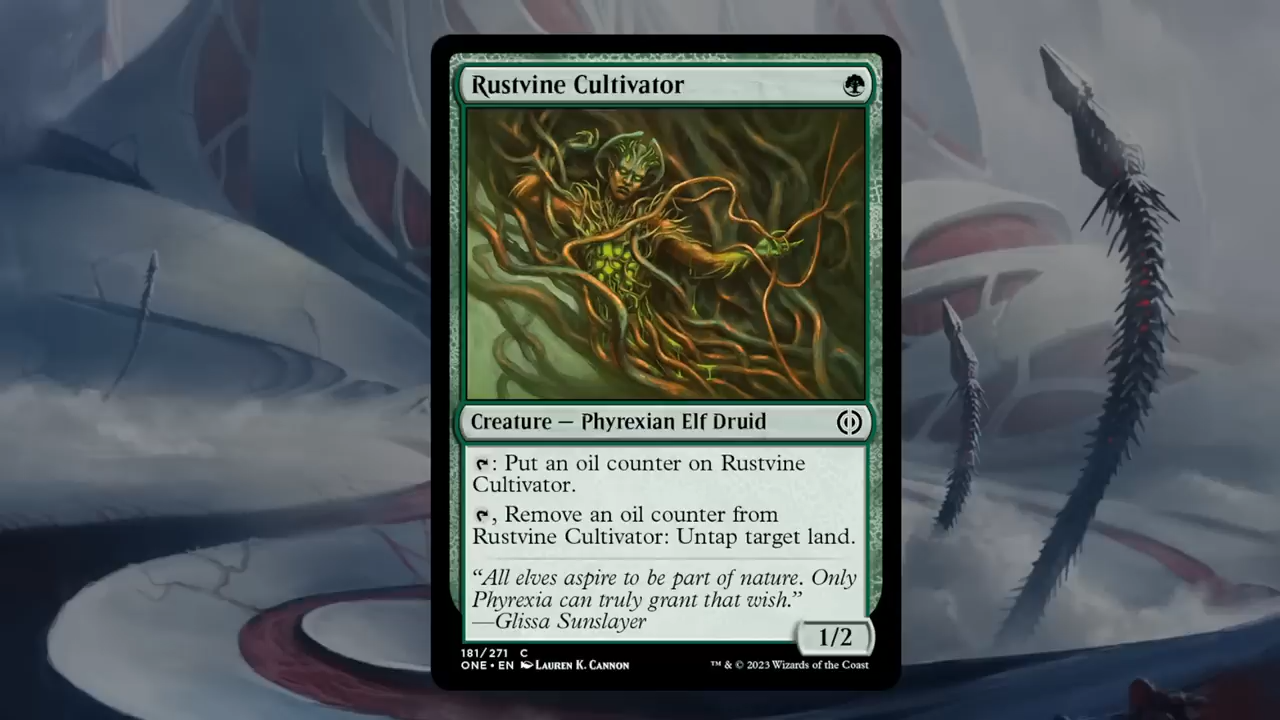 Rustvine Cultivator
Creature — Phyrexian Elf Druid
: Put an oil counter on Rustvine
Cultivator.
, Remove an oil counter from
Rustvine Cultivator: Untap target land.
“All elves aspire to be part of nature. Only
Phyrexia can truly grant that wish.”
—Glissa Sunslayer
1/2
181/271 C
ONE • EN Lauren K. Cannon
™ & © 2023 Wizards of the Coast